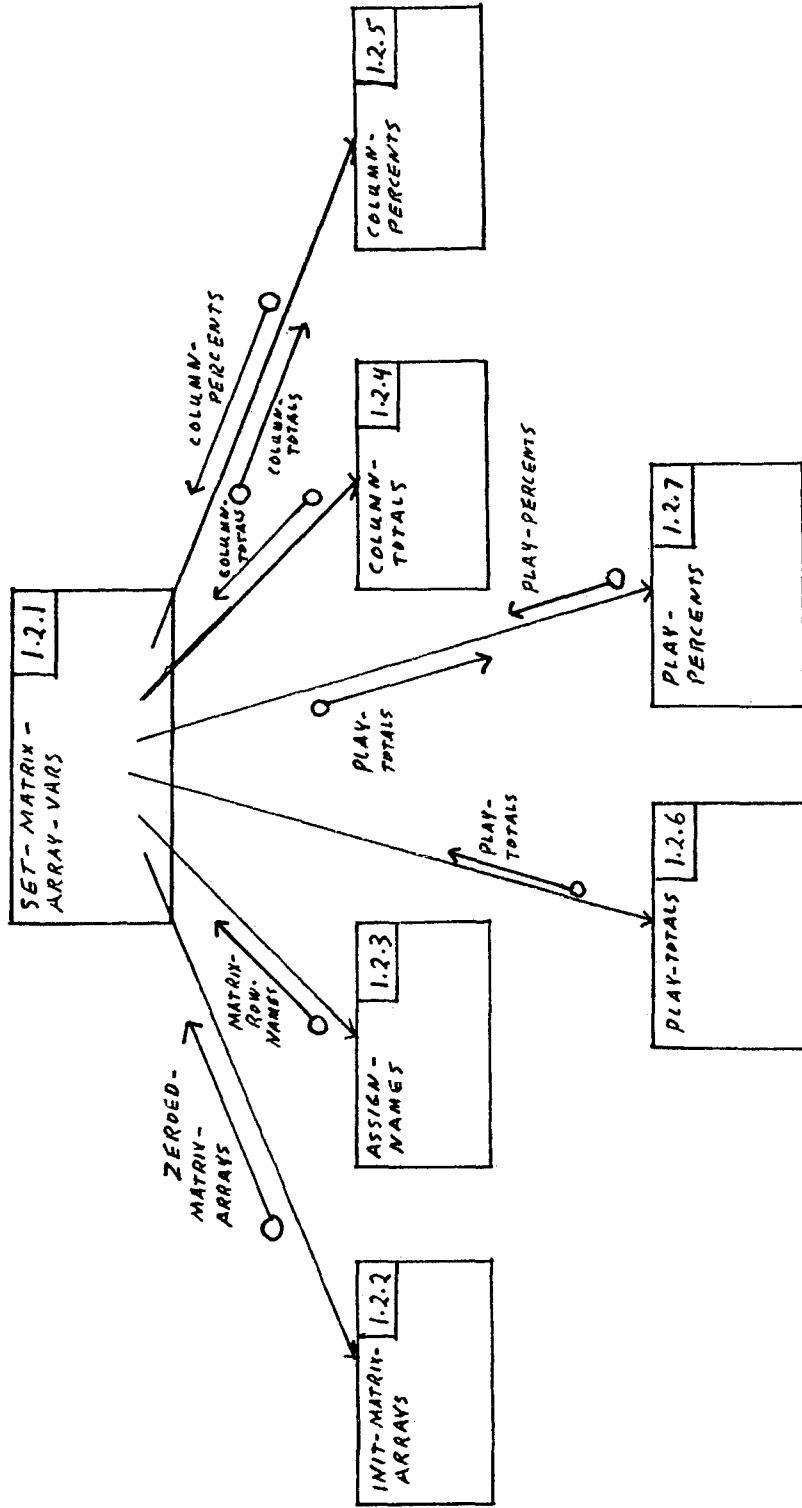 SET-MATRIX-
ARRAY-VARS
1.2.1
ZEROED-
MATRIX-
ARRAYS
MATRIX-
ROW-
NAMES
PLAY-
TOTALS
PLAY-
TOTALS
PLAY-PERCENTS
COLUMN-
TOTALS
COLUMN-
TOTALS
COLUMN-
PERCENTS
INIT-MATRIX-
ARRAYS
1.2.2
ASSIGN-
NAMES
1.2.3
COLUMN-
TOTALS
1.2.4
COLUMN-
PERCENTS
1.2.5
PLAY-TOTALS
1.2.6
PLAY-
PERCENTS
1.2.7